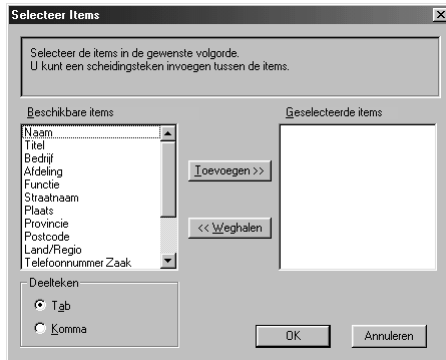 Selecteer Items
Selecteer de items in de gewenste volgorde.
U kunt een scheidingsteken invoegen tussen de items.
Beschikbare items
Geselecteerde items
Naam
Titel
Bedrijf
Afdeling
Functie
Straatnaam
Plaats
Provincie
Postcode
Land/Regio
Telefoonnummer Zaak
Toevoegen >>
<< Weghalen
Deelteken
Tab
Komma
OK
Annuleren